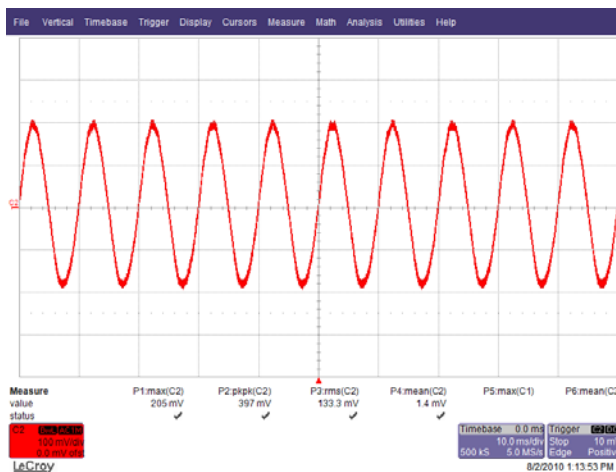 File Vertical Timebase Trigger Display Cursors Measure Math Analysis Utilities Help
C2
Measure P1:max(C2) P2:pkpk(C2) P3:rms(C2) P4:mean(C2) P5:max(C1) P6:mean(C
value 205 mV 397 mV 133.3 mV 1.4 mV
status
C2
100 mV/div
0.0 mV ofst
Timebase 0.0 ms
10.0 ms/div
500 kS 5.0 MS/s
Trigger C2
Stop 10 m
Edge Positi
LeCroy
8/2/2010 1:13:53 PM